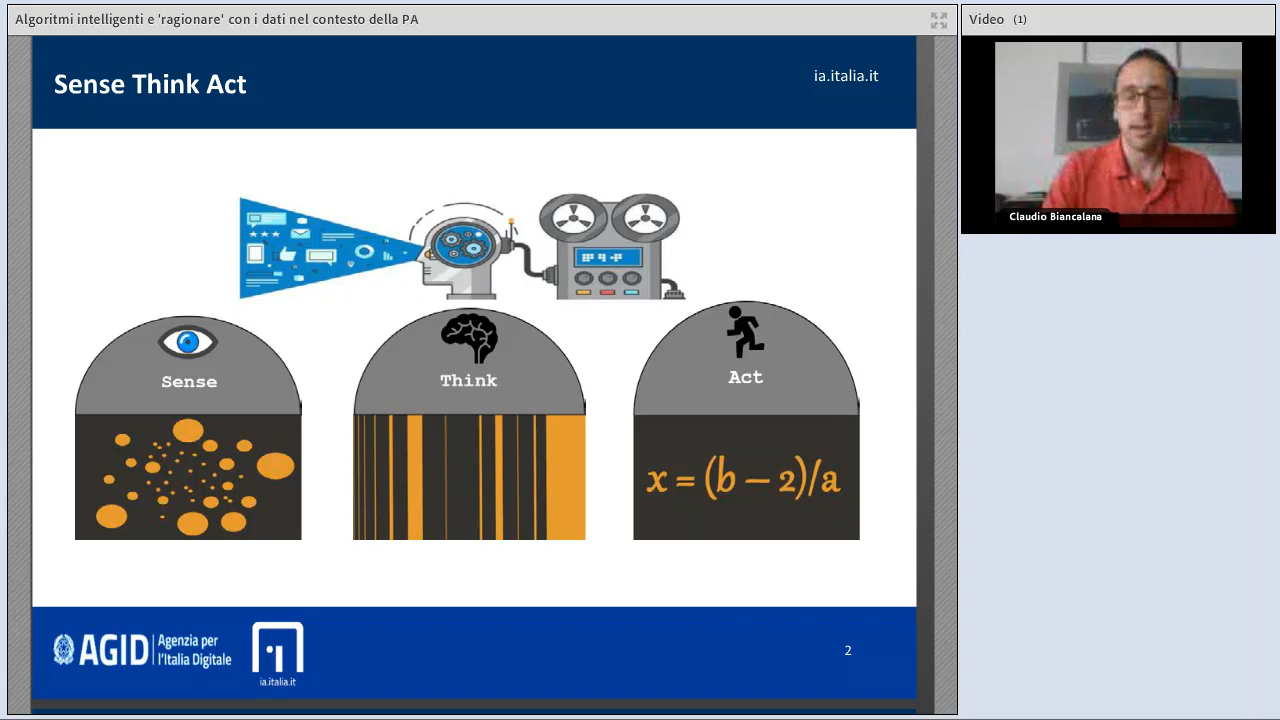 Algoritmi intelligenti e 'ragionare' con i dati nel contesto della PA
Video (1)
Sense Think Act
ia.italia.it
Claudio Biancalana
Sense
Think
Act
x = (b – 2)/a
AGID
Agenzia per
l'Italia Digitale
ia.italia.it
2